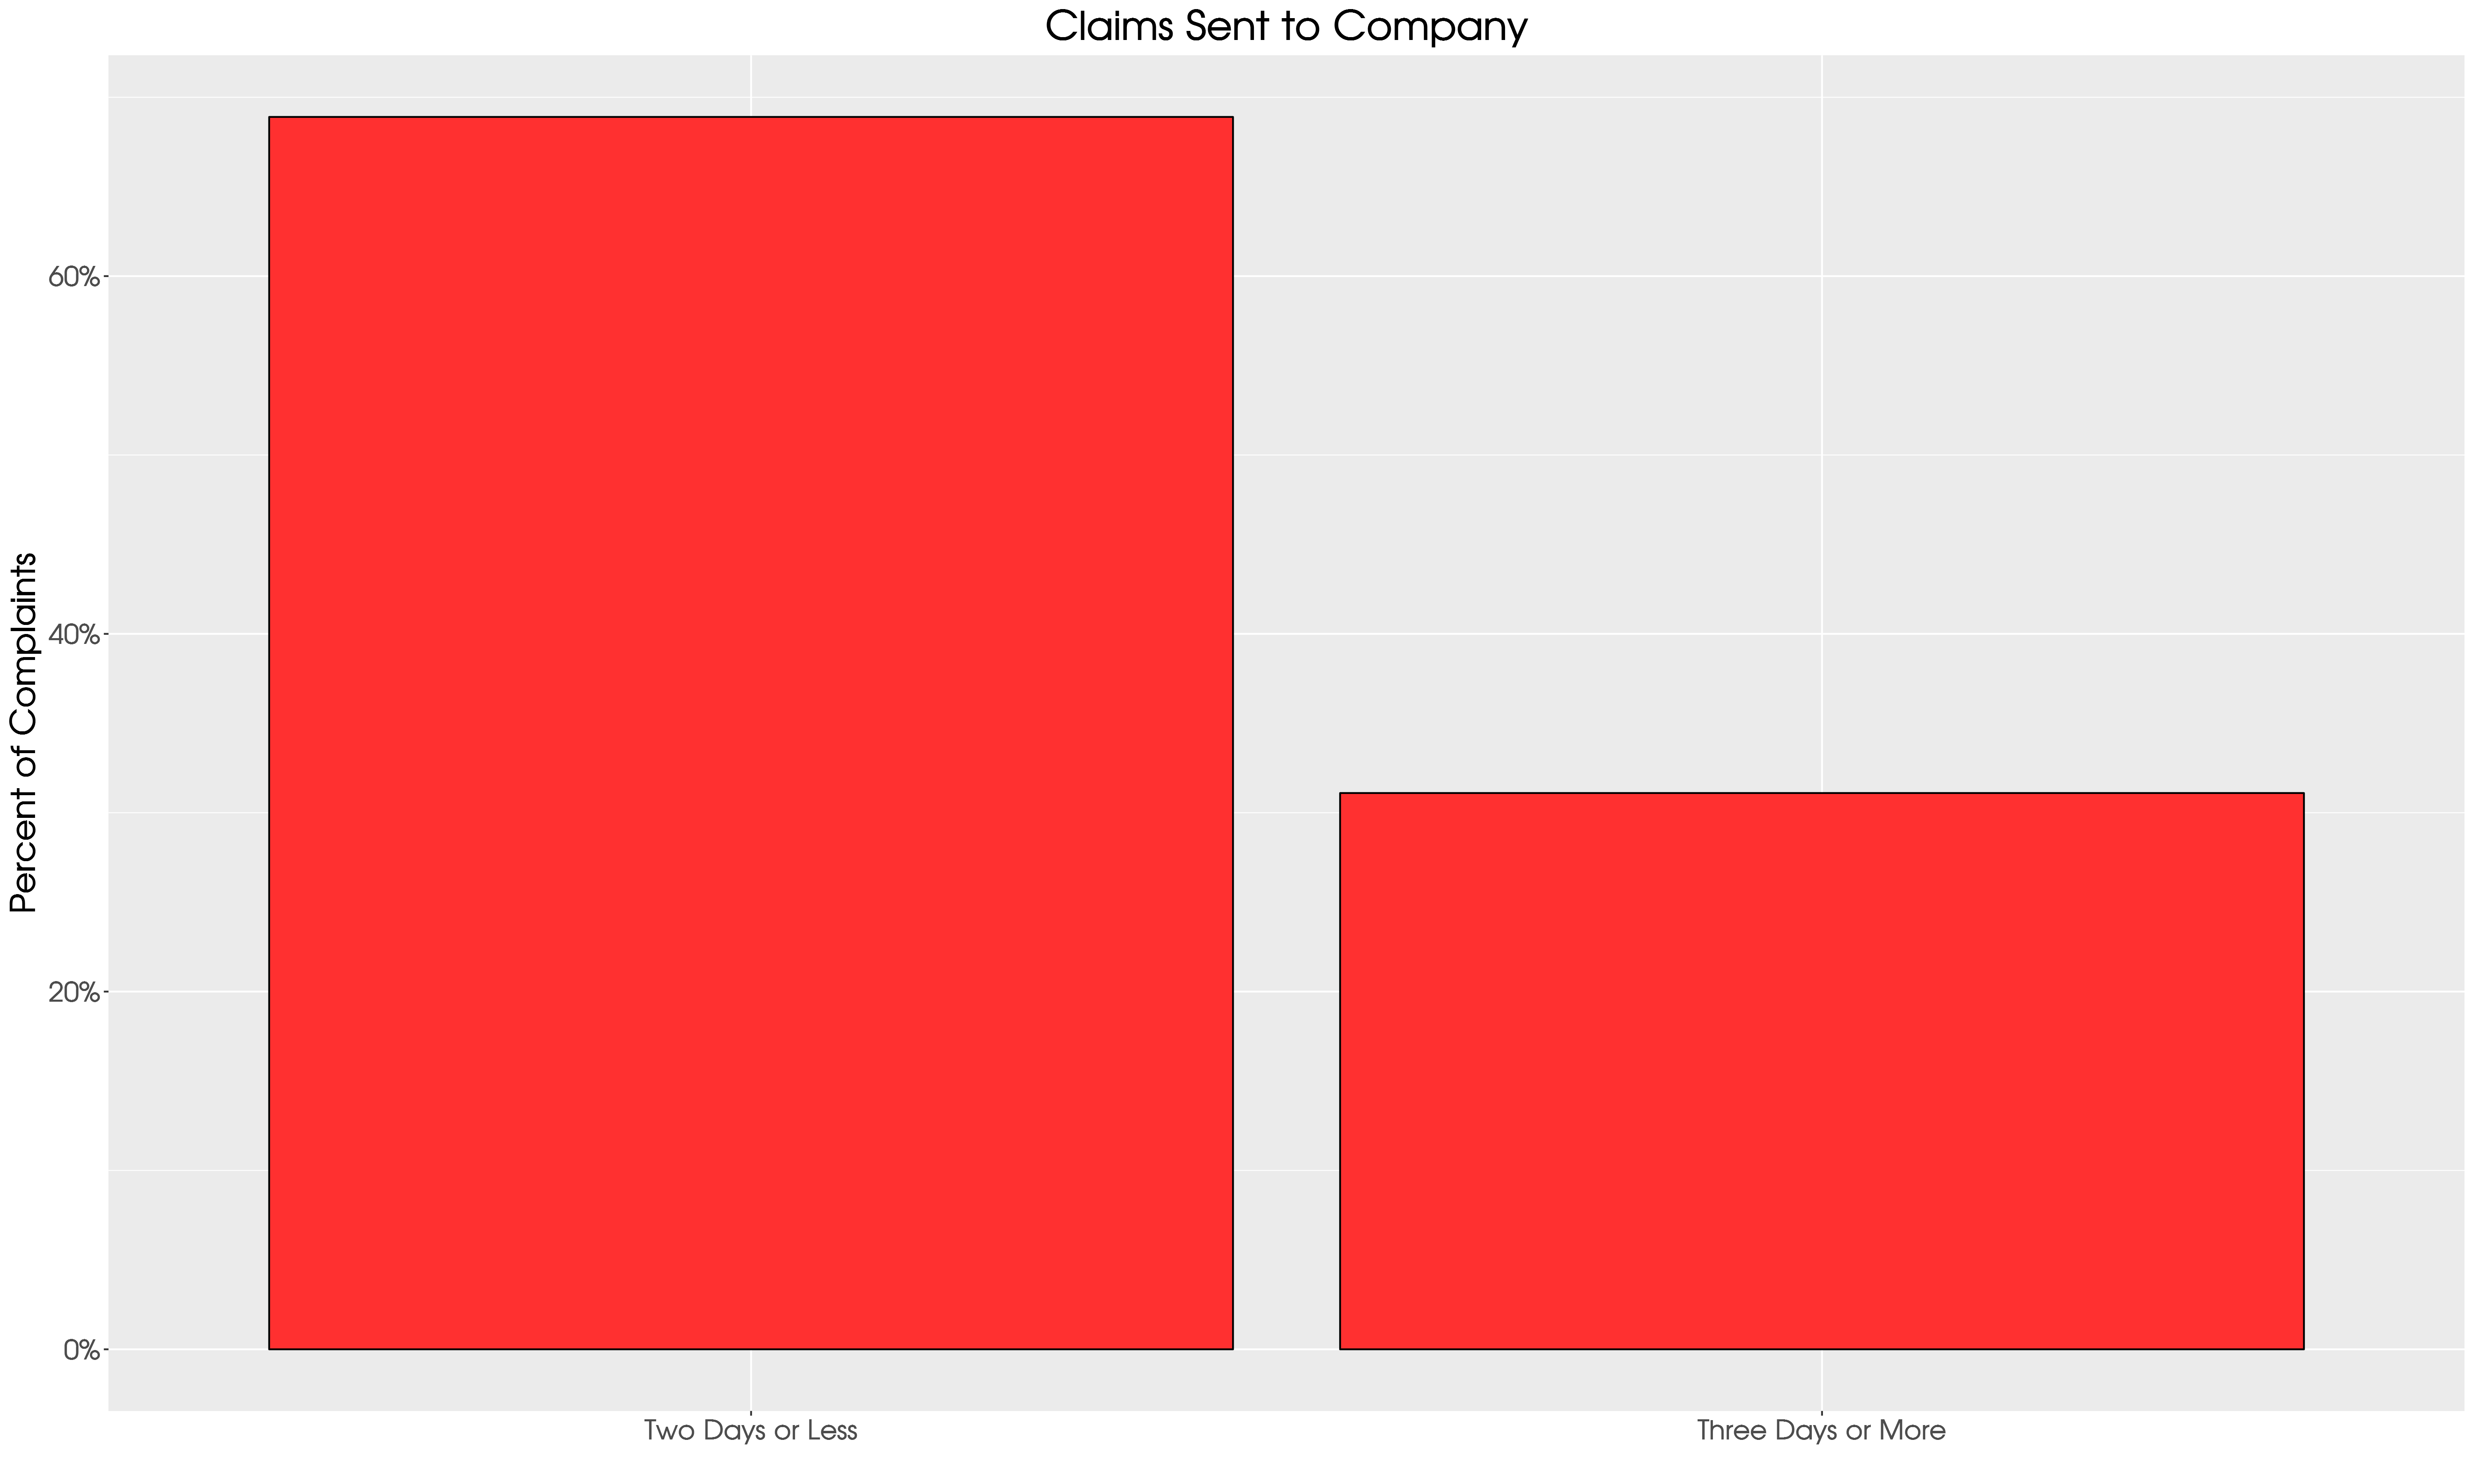 Claims Sent to Company
Percent of Complaints
60%
40%
20%
0%
Two Days or Less
Three Days or More